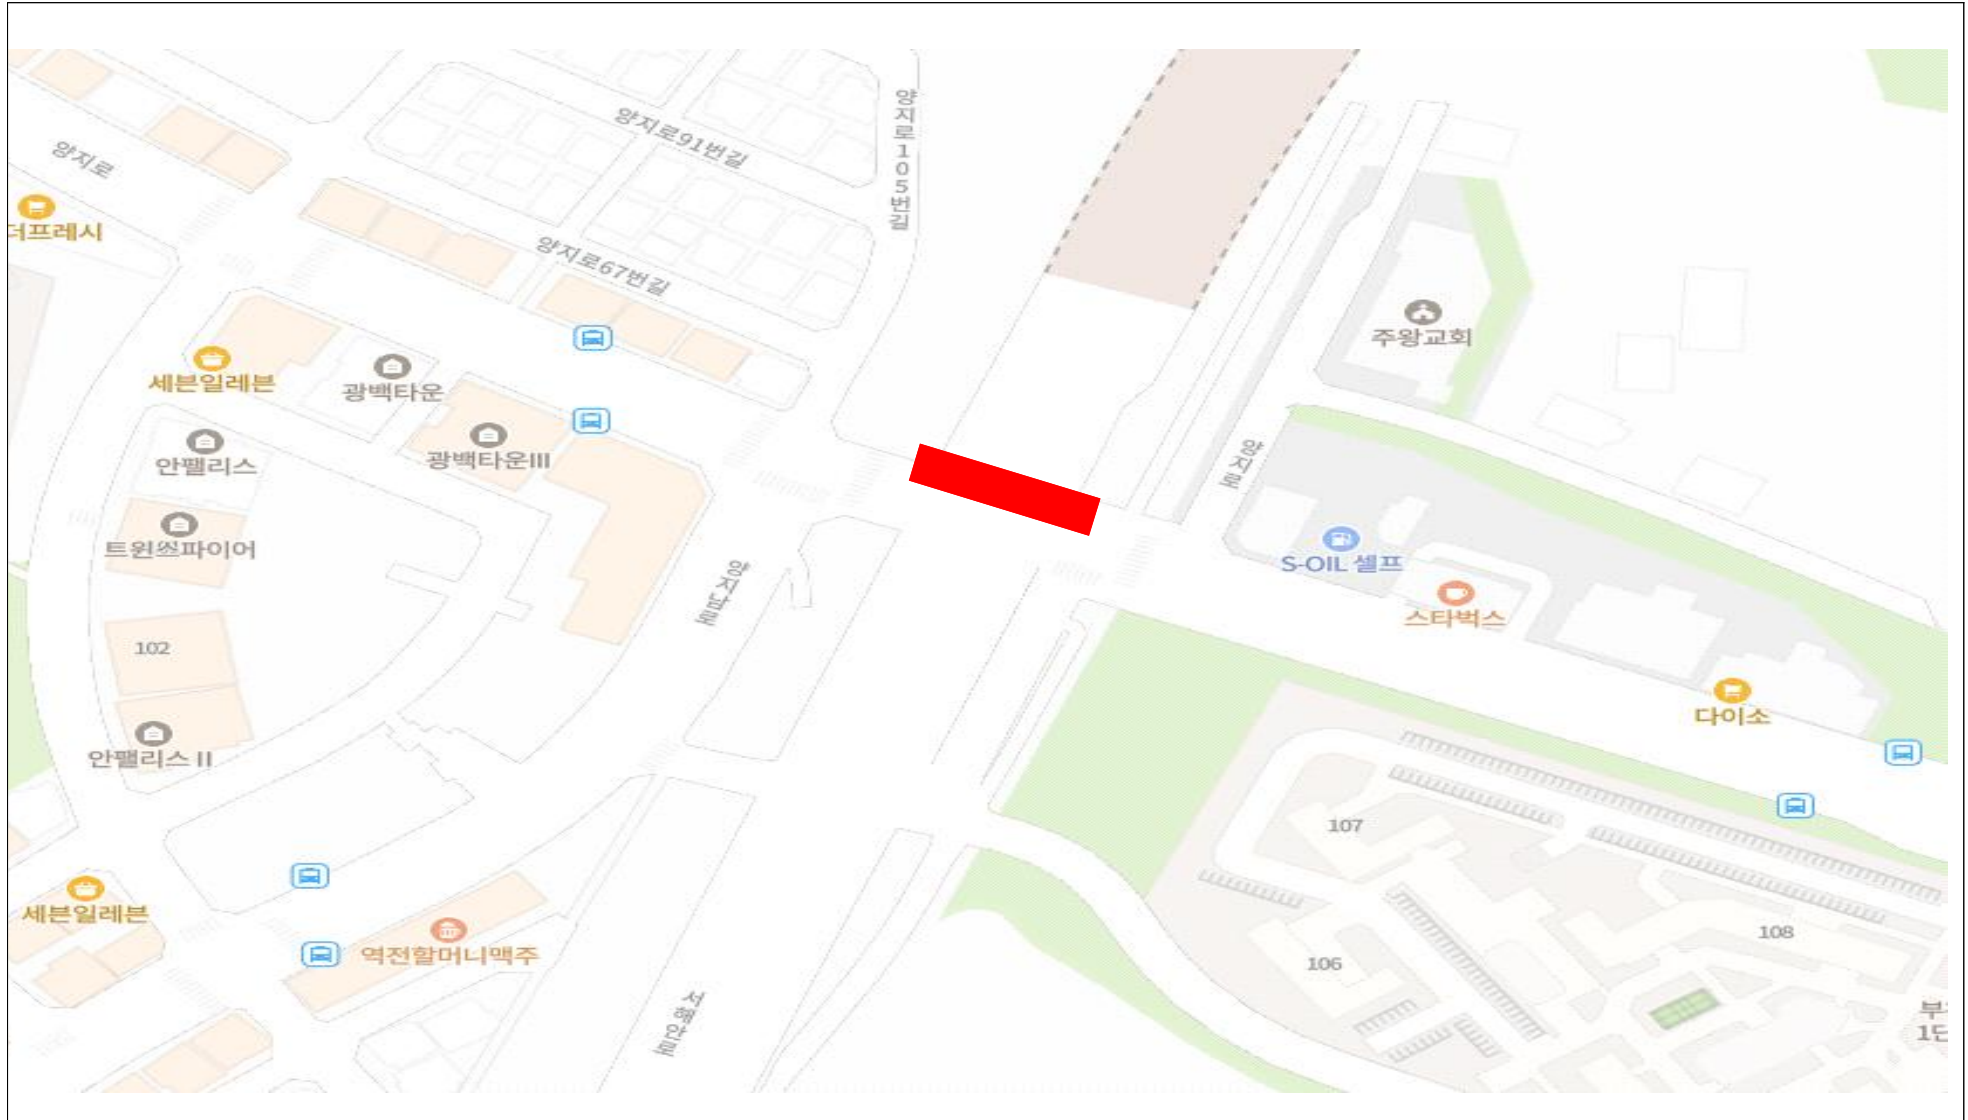 양지로91번길
양지로105번길
양지로
더프레시
양지로67번길
주왕교회
세븐일레븐
광백타운
안팰리스
광백타운III
양지로
트윈쏀파이어
S-OIL 셀프
양지남로
스타벅스
102
다이소
안팰리스 II
107
세븐일레븐
역전할머니맥주
106
108
서해안로
1단